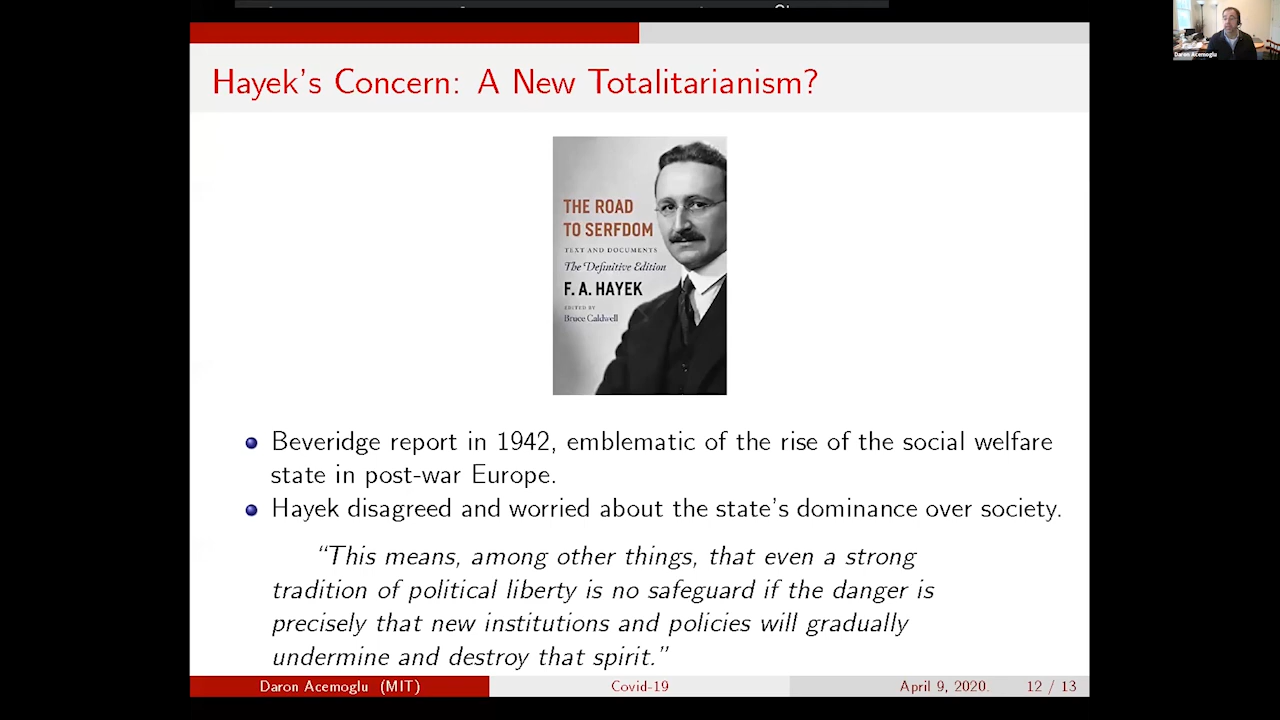 Hayek's Concern: A New Totalitarianism?
Daron Acemoglu
THE ROAD
TO SERFDOM
TEXT AND DOCUMENTS
The Definitive Edition
F. A. HAYEK
EDITED BY
Bruce Caldwell
Beveridge report in 1942, emblematic of the rise of the social welfare
state in post-war Europe.
Hayek disagreed and worried about the state's dominance over society.
“This means, among other things, that even a strong
tradition of political liberty is no safeguard if the danger is
precisely that new institutions and policies will gradually
undermine and destroy that spirit.”
Daron Acemoglu (MIT) Covid-19 April 9, 2020. 12 / 13